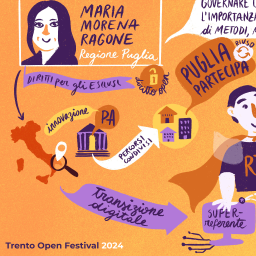 MARIA
MORENA
RAGONE
Regione Puglia
GOVERNARE
L'IMPORTANZA
di METODI,
DIRITTI per gli ESCLUSE
PUGLIA
PARTECIPA
innovazione
PA
PERCORSI
CONDIVISI
Transizione
digitale
SUPER-
referente
Trento Open Festival 2024